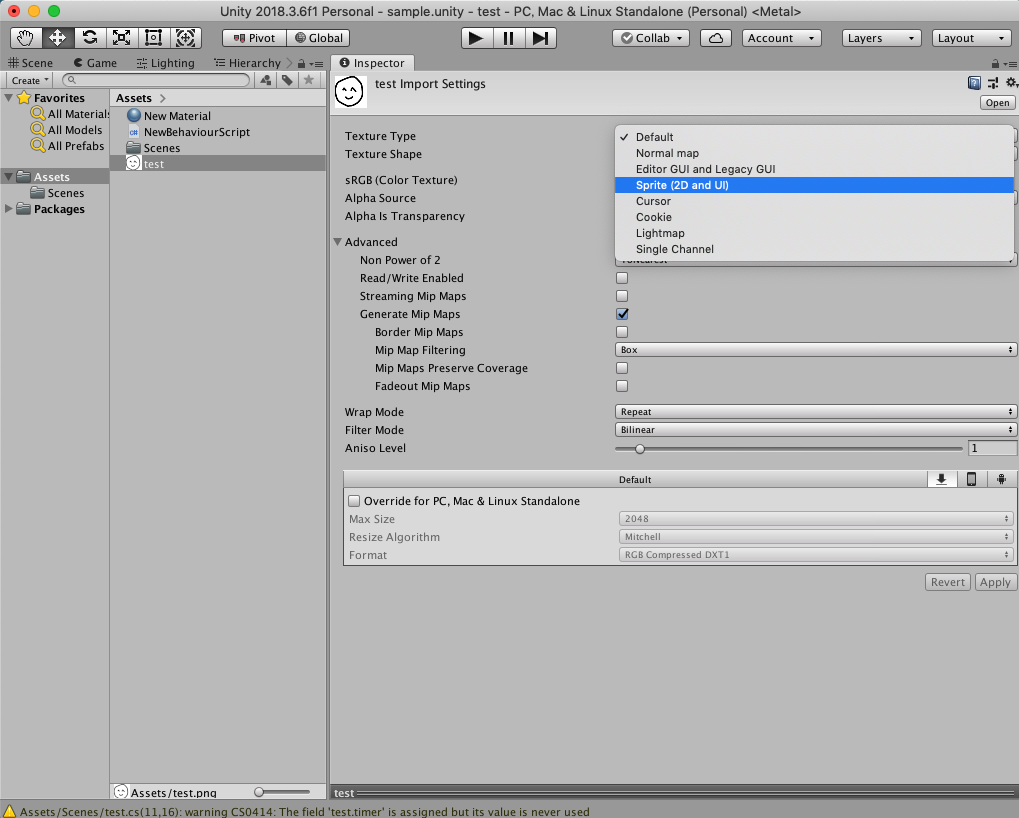 Unity 2018.3.6f1 Personal - sample.unity - test - PC, Mac & Linux Standalone (Personal) <Metal>
Pivot Global Collab Account Layers Layout
Scene Game Lighting Hierarchy Inspector
Create
test Import Settings
Open
Favorites
All Materials
All Models
All Prefabs
Assets
Scenes
Packages
Assets
New Material
NewBehaviourScript
Scenes
test
Texture Type
Texture Shape
sRGB (Color Texture)
Alpha Source
Alpha Is Transparency
Default
Normal map
Editor GUI and Legacy GUI
Sprite (2D and UI)
Cursor
Cookie
Lightmap
Single Channel
Advanced
Non Power of 2 ToNearest
Read/Write Enabled
Streaming Mip Maps
Generate Mip Maps
Border Mip Maps
Mip Map Filtering Box
Mip Maps Preserve Coverage
Fadeout Mip Maps
Wrap Mode Repeat
Filter Mode Bilinear
Aniso Level 1
Default
Override for PC, Mac & Linux Standalone
Max Size 2048
Resize Algorithm Mitchell
Format RGB Compressed DXT1
Revert Apply
Assets/test.png
test
Assets/Scenes/test.cs(11,16): warning CS0414: The field 'test.timer' is assigned but its value is never used